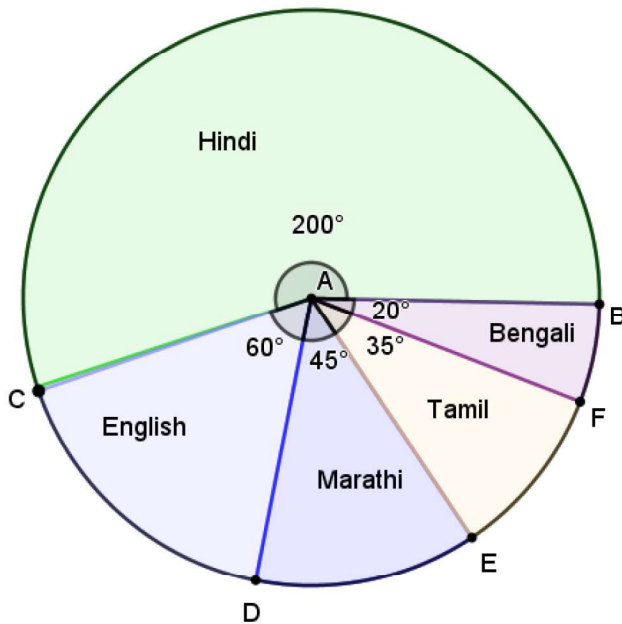 Hindi
200°
A
20°
B
Bengali
60°
45°
35°
C
English
Tamil
F
Marathi
E
D